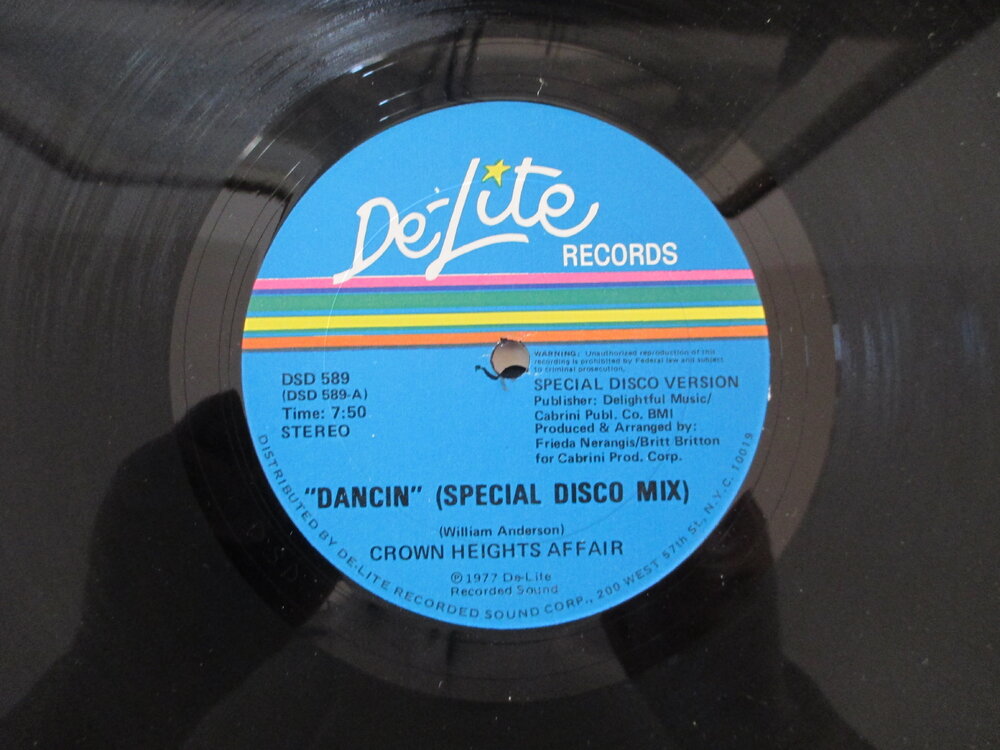 De-Lite
RECORDS
WARNING: Unauthorized reproduction of this
recording is prohibited by Federal law and subject
to criminal prosecution.
DSD 589
(DSD 589-A)
Time: 7:50
STEREO
SPECIAL DISCO VERSION
Publisher: Delightful Music/
Cabrini Publ. Co. BMI
Produced & Arranged by:
Frieda Nerangis/Britt Britton
for Cabrini Prod. Corp.
"DANCIN" (SPECIAL DISCO MIX)
(William Anderson)
CROWN HEIGHTS AFFAIR
℗1977 De-Lite
Recorded Sound
DISTRIBUTED BY DE-LITE RECORDED SOUND CORP., 200 WEST 57th St., N.Y.C. 10019